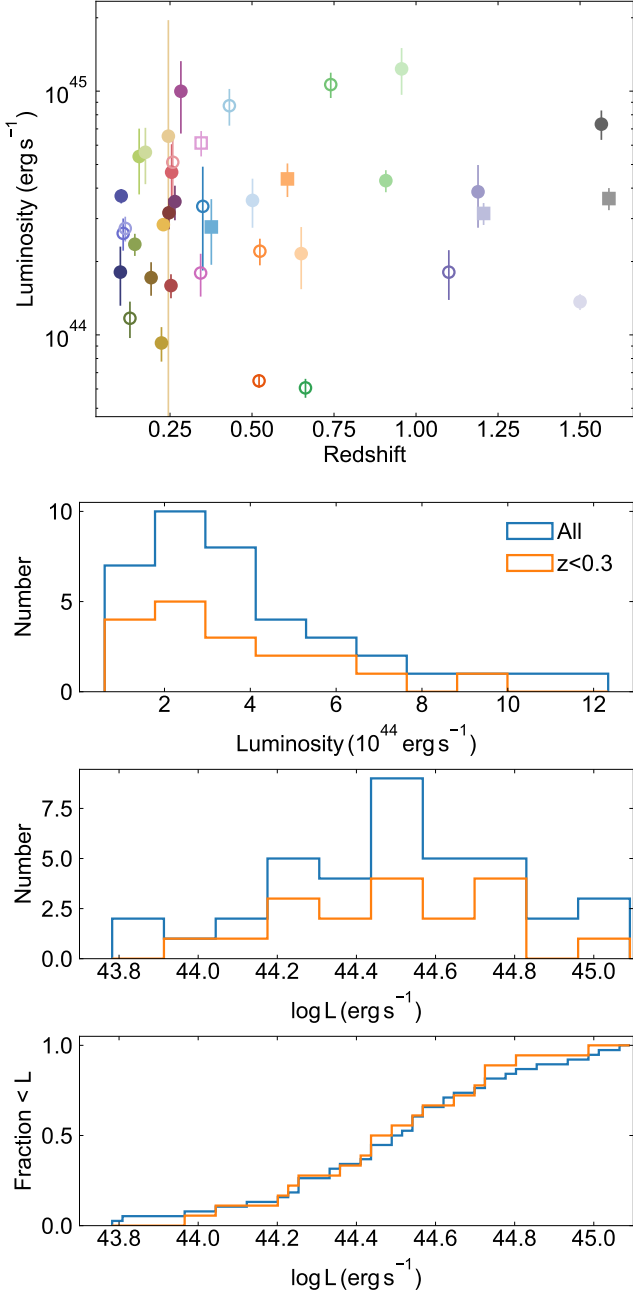 10^45
10^44
Luminosity (erg s^−1)
0.25 0.50 0.75 1.00 1.25 1.50
Redshift
10
5
0
Number
All
z<0.3
2 4 6 8 10 12
Luminosity (10^44 erg s^−1)
7.5
5.0
2.5
0.0
Number
43.8 44.0 44.2 44.4 44.6 44.8 45.0
log L (erg s^−1)
1.0
0.5
0.0
Fraction < L
43.8 44.0 44.2 44.4 44.6 44.8 45.0
log L (erg s^−1)